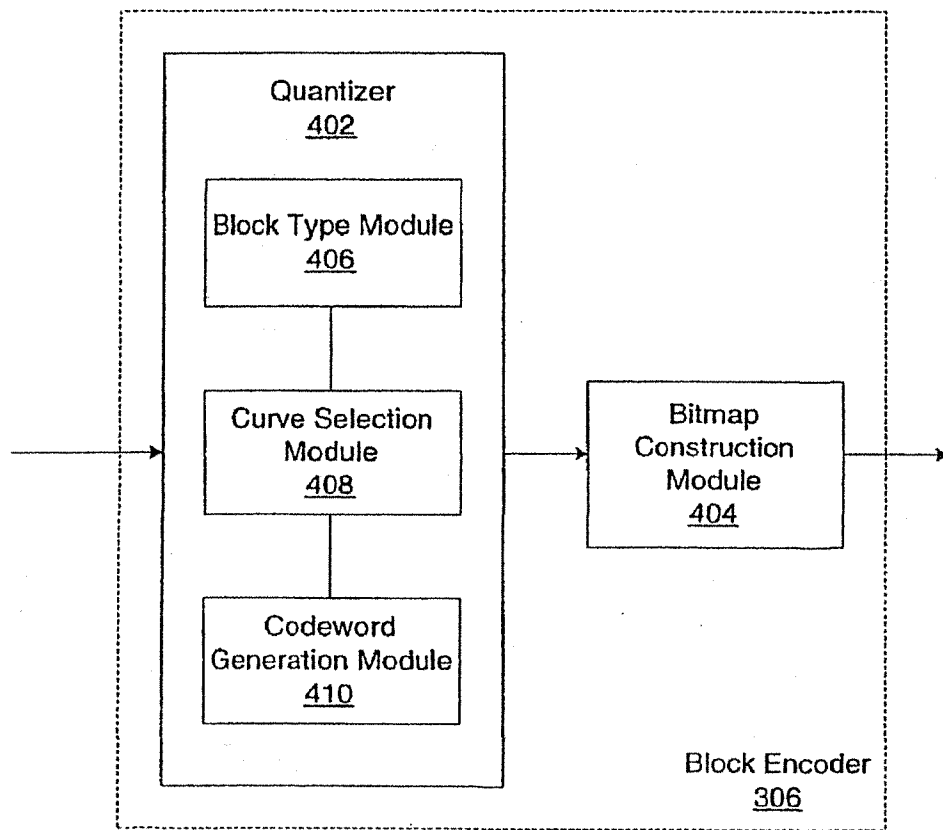 Quantizer
402
Block Type Module
406
Curve Selection
Module
408
Codeword
Generation Module
410
Bitmap
Construction
Module
404
Block Encoder
306